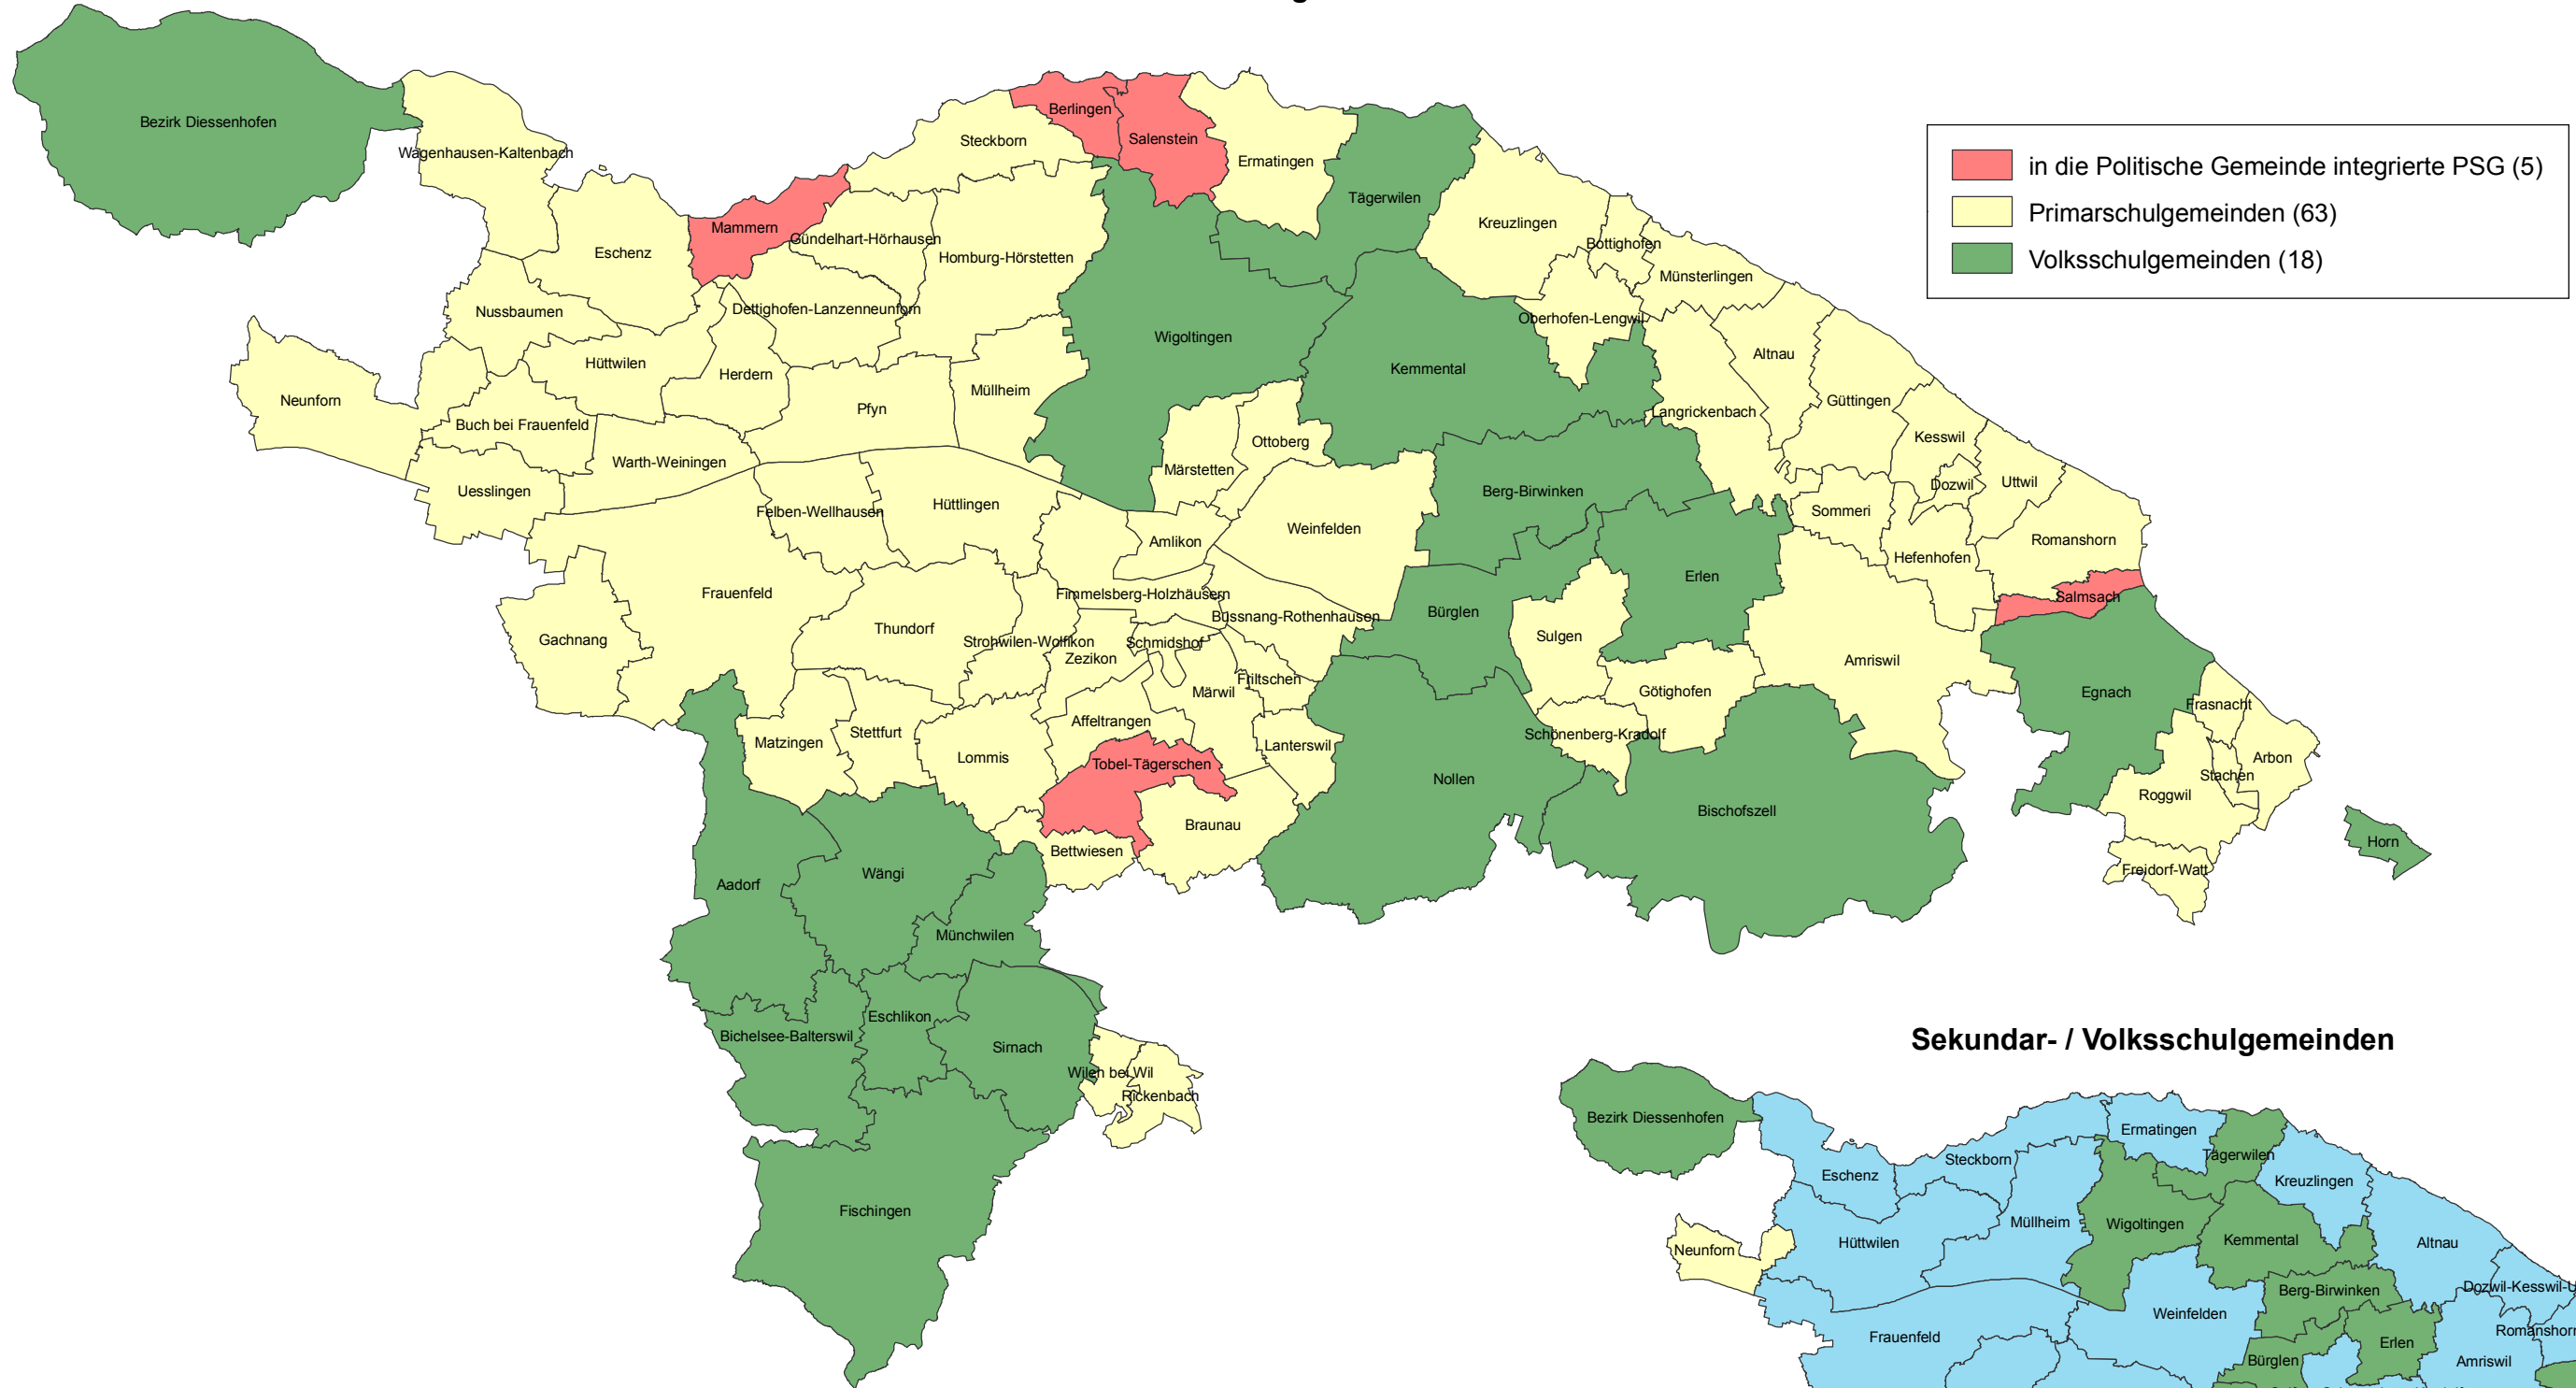 Bezirk Diessenhofen
Wagenhausen-Kaltenbach
Berlingen
Salenstein
Steckborn
Ermatingen
Tägerwilen
Mammern
Gündelhart-Hörhausen
Homburg-Hörstetten
Eschenz
Kreuzlingen
Bottighofen
Münsterlingen
in die Politische Gemeinde integrierte PSG (5)
Primarschulgemeinden (63)
Volksschulgemeinden (18)
Nussbaumen
Dettighofen-Lanzenneunforn
Wigoltingen
Oberhofen-Lengwil
Hüttwilen
Herdern
Kemmental
Altnau
Neunforn
Müllheim
Pfyn
Güttingen
Langrickenbach
Buch bei Frauenfeld
Ottoberg
Kesswil
Warth-Weiningen
Märstetten
Uesslingen
Berg-Birwinken
Dozwil
Uttwil
Felben-Wellhausen
Hüttlingen
Weinfelden
Sommeri
Amlikon
Romanshorn
Hefenhofen
Frauenfeld
Fimmelsberg-Holzhäusern
Erlen
Salmsach
Bussnang-Rothenhausen
Bürglen
Gachnang
Thundorf
Strohwilen-Wolfikon
Schmidshof
Sulgen
Zezikon
Amriswil
Friltschen
Märwil
Götighofen
Egnach
Frasnacht
Affeltrangen
Matzingen
Stettfurt
Lommis
Lanterswil
Schönenberg-Kradolf
Tobel-Tägerschen
Nollen
Arbon
Stachen
Roggwil
Bischofszell
Braunau
Bettwiesen
Horn
Freidorf-Watt
Aadorf
Wängi
Münchwilen
Eschlikon
Bichelsee-Balterswil
Sirnach
Wilen bei Wil
Rickenbach
Fischingen
Sekundar- / Volksschulgemeinden
Bezirk Diessenhofen
Ermatingen
Tägerwilen
Steckborn
Eschenz
Kreuzlingen
Müllheim
Wigoltingen
Neunforn
Hüttwilen
Kemmental
Altnau
Dozwil-Kesswil-U
Berg-Birwinken
Weinfelden
Romanshorn
Frauenfeld
Erlen
Bürglen
Amriswil